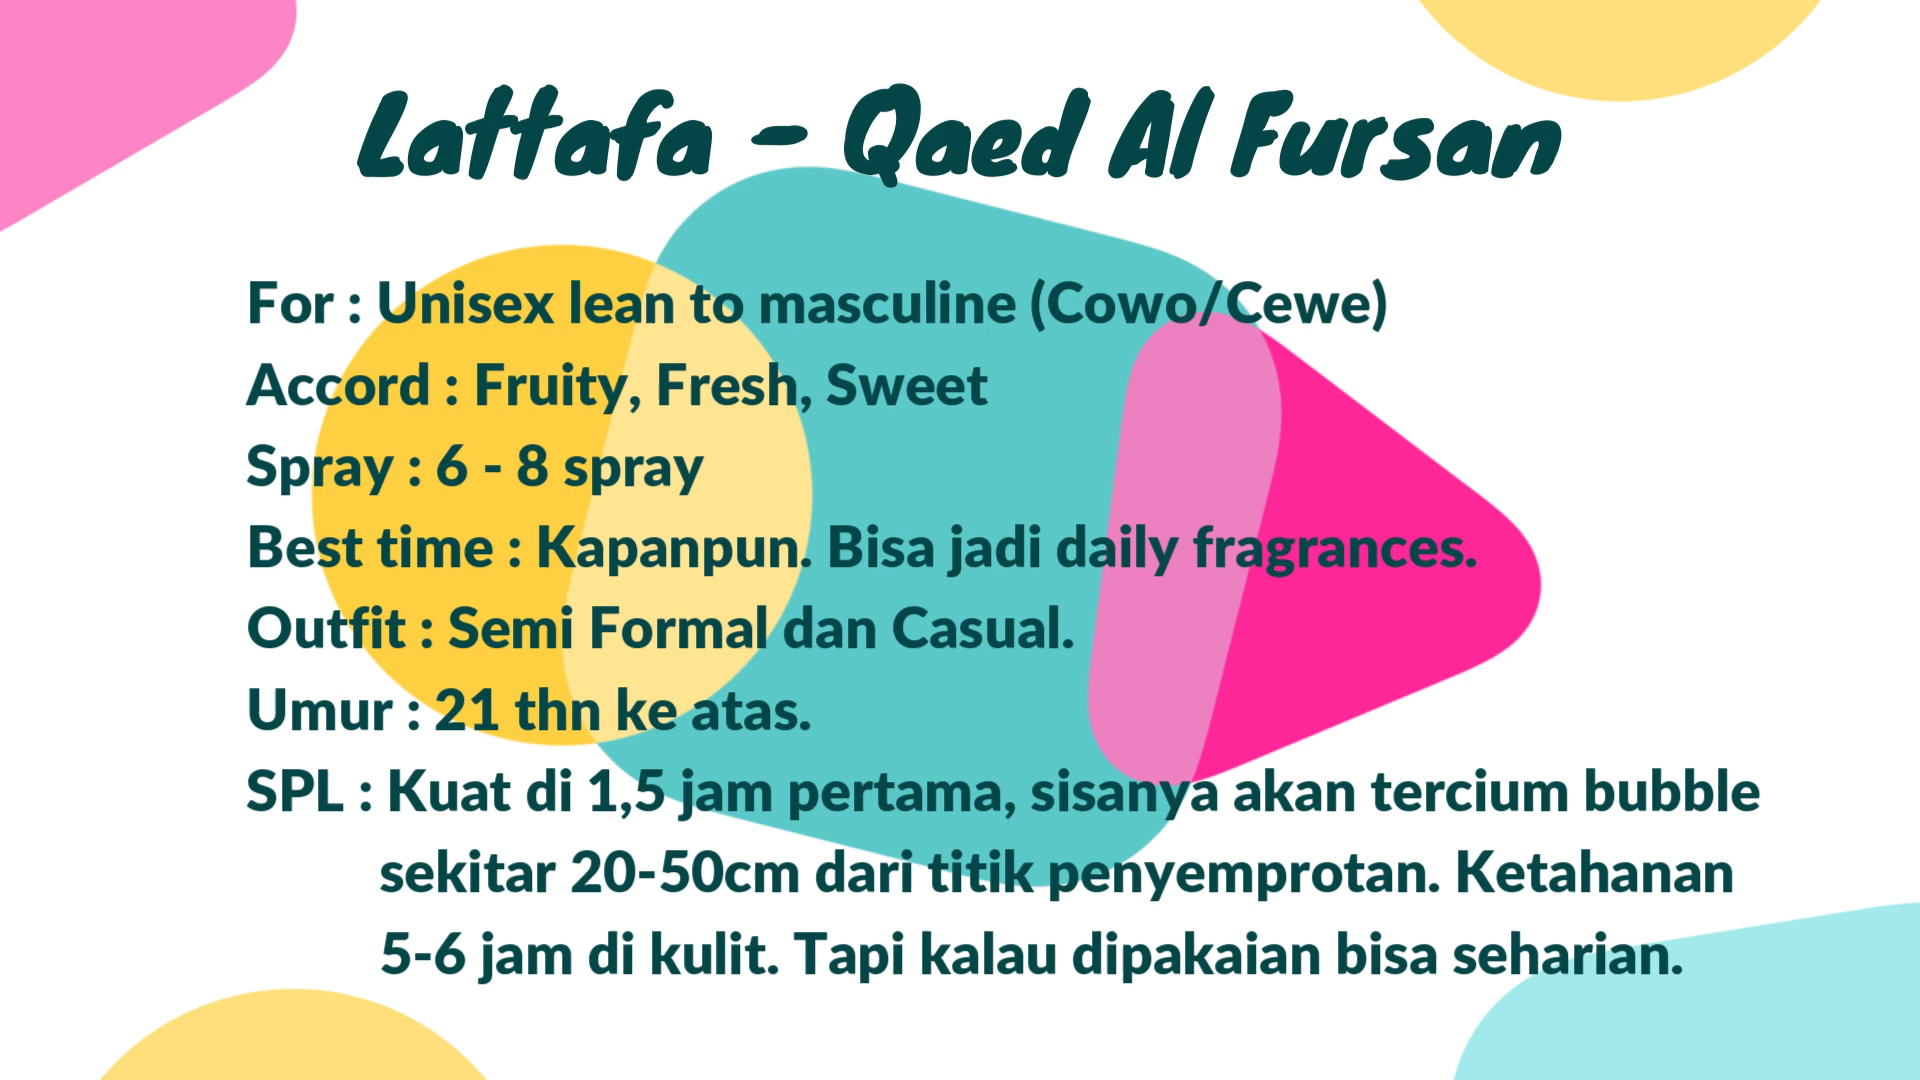 Lattafa - Qaed Al Fursan
For : Unisex lean to masculine (Cowo/Cewe)
Accord : Fruity, Fresh, Sweet
Spray : 6 - 8 spray
Best time : Kapanpun. Bisa jadi daily fragrances.
Outfit : Semi Formal dan Casual.
Umur : 21 thn ke atas.
SPL : Kuat di 1,5 jam pertama, sisanya akan tercium bubble
sekitar 20-50cm dari titik penyemprotan. Ketahanan
5-6 jam di kulit. Tapi kalau dipakaian bisa seharian.